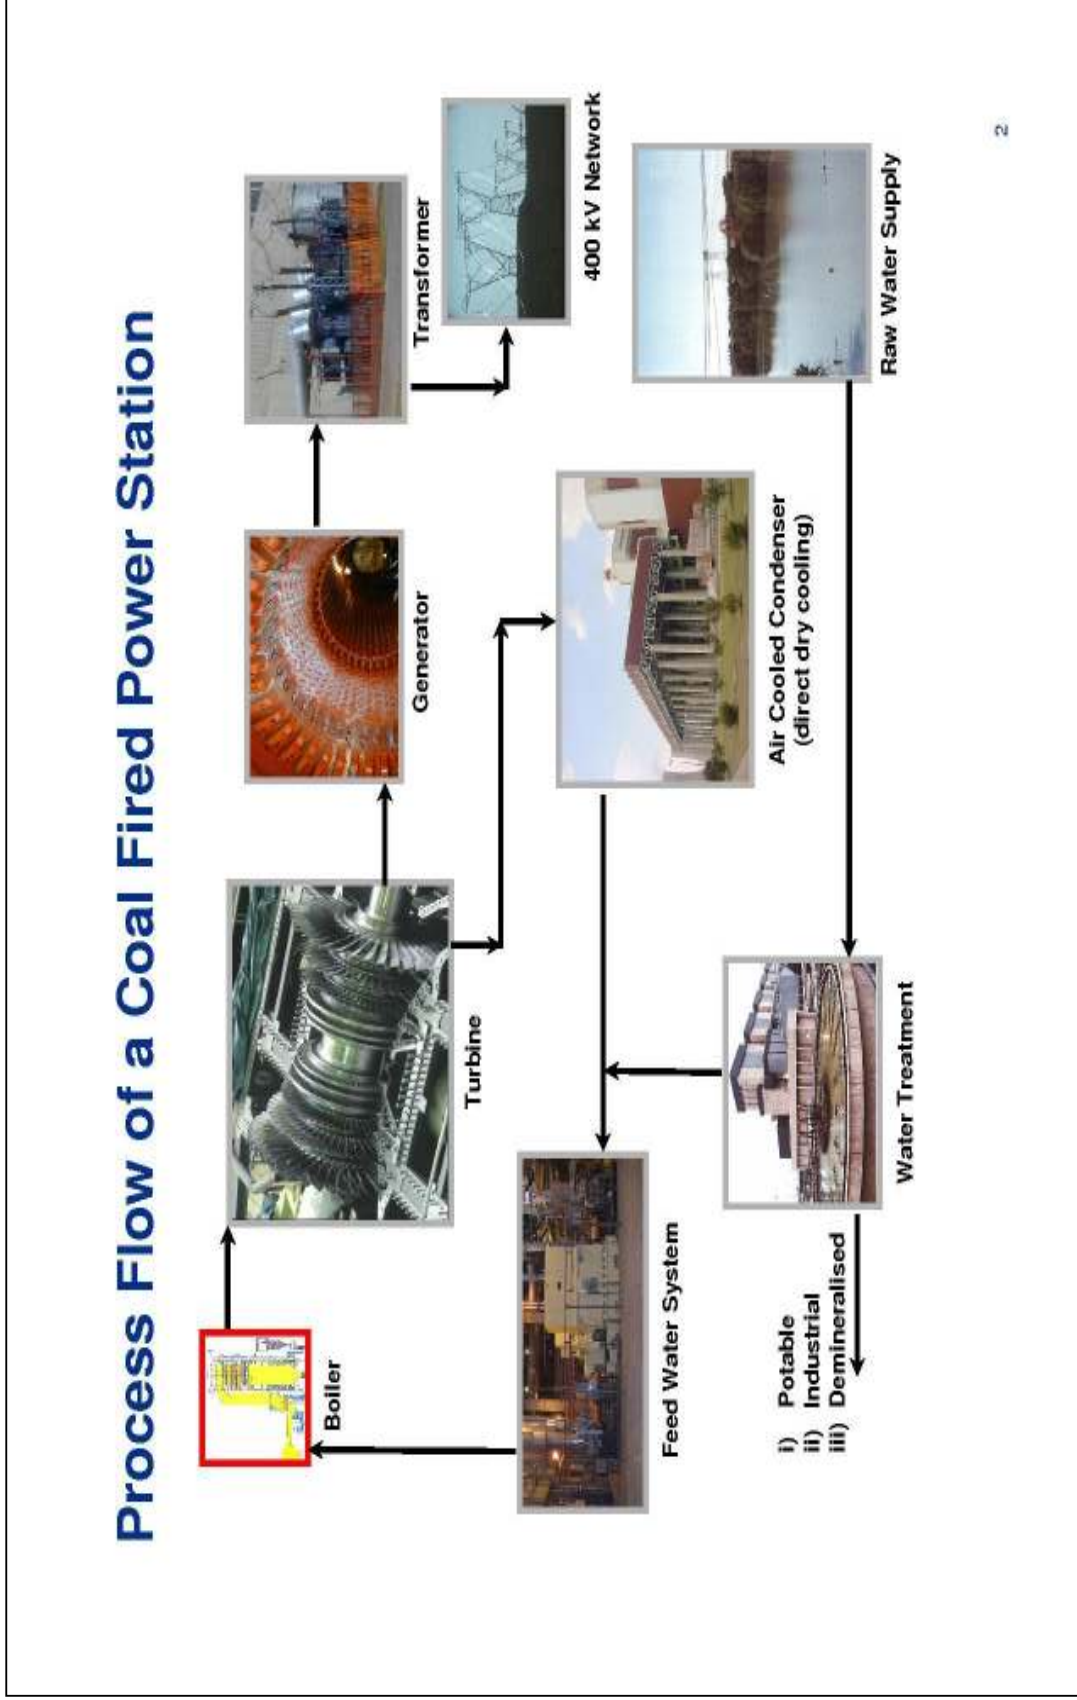 Process Flow of a Coal Fired Power Station
Boiler
Turbine
Generator
Transformer
400 kV Network
Feed Water System
Air Cooled Condenser
(direct dry cooling)
i) Potable
ii) Industrial
iii) Demineralised
Water Treatment
Raw Water Supply
2